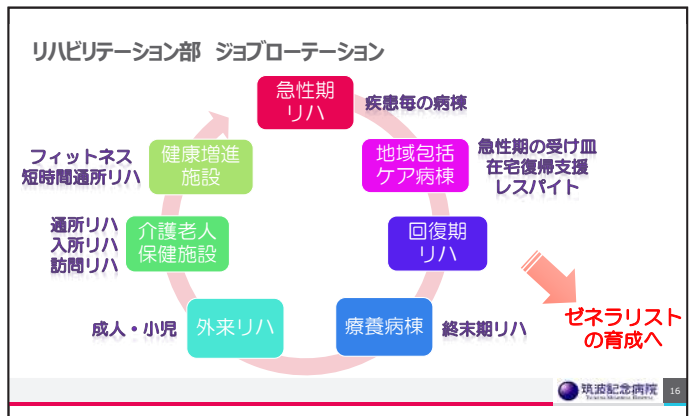 リハビリテーション部 ジョブローテーション
急性期
リハ
疾患毎の病棟
地域包括
ケア病棟
急性期の受け皿
在宅復帰支援
レスパイト
回復期
リハ
療養病棟
終末期リハ
外来リハ
成人・小児
介護老人
保健施設
通所リハ
入所リハ
訪問リハ
健康増進
施設
フィットネス
短時間通所リハ
ゼネラリスト
の育成へ
筑波記念病院
TSUKUBA MEMORIAL HOSPITAL
16